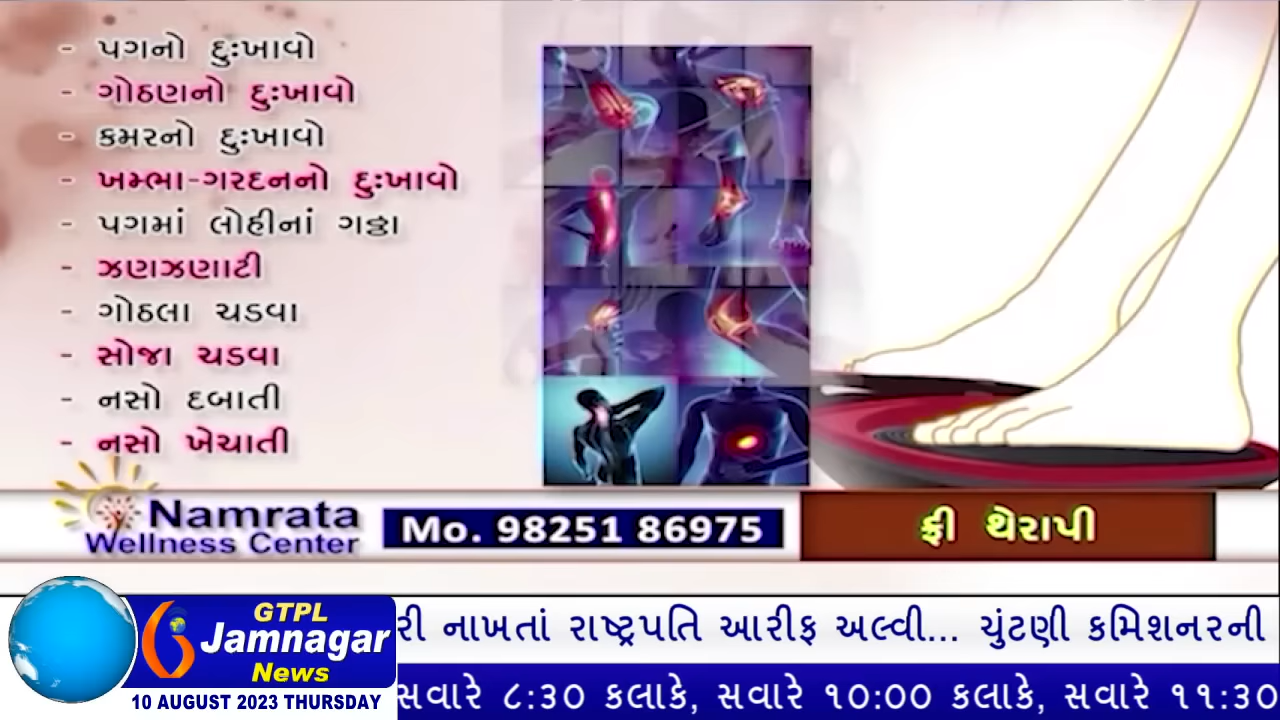 - પગનો દુઃખાવો
- ગોઠણનો દુઃખાવો
- કમરનો દુઃખાવો
- ખમ્ભા-ગરદનનો દુઃખાવો
- પગમાં લોહીનાં ગઠ્ઠા
- ઝણઝણાટી
- ગોઠલા ચડવા
- સોજા ચડવા
- નસો દબાતી
- નસો ખેચાતી
Namrata
Wellness Center
Mo. 98251 86975
ફ્રી થેરાપી
GTPL
Jamnagar
News
10 AUGUST 2023 THURSDAY
રી નાખતાં રાષ્ટ્રપતિ આરીફ અલ્વી... ચુંટણી કમિશનરની
સવારે ૮:૩૦ કલાકે, સવારે ૧૦:૦૦ કલાકે, સવારે ૧૧:૩૦